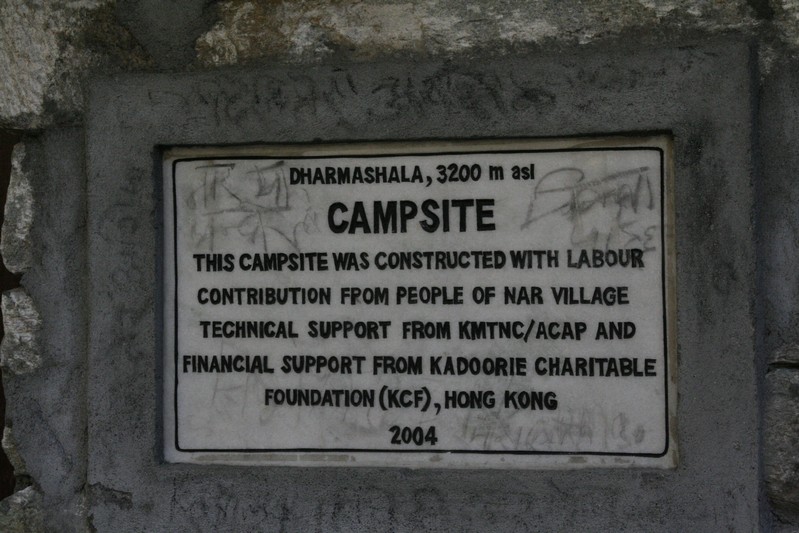 DHARMASHALA, 3200 m asl
CAMPSITE
THIS CAMPSITE WAS CONSTRUCTED WITH LABOUR
CONTRIBUTION FROM PEOPLE OF NAR VILLAGE
TECHNICAL SUPPORT FROM KMTNC/ACAP AND
FINANCIAL SUPPORT FROM KADOORIE CHARITABLE
FOUNDATION (KCF), HONG KONG
2004